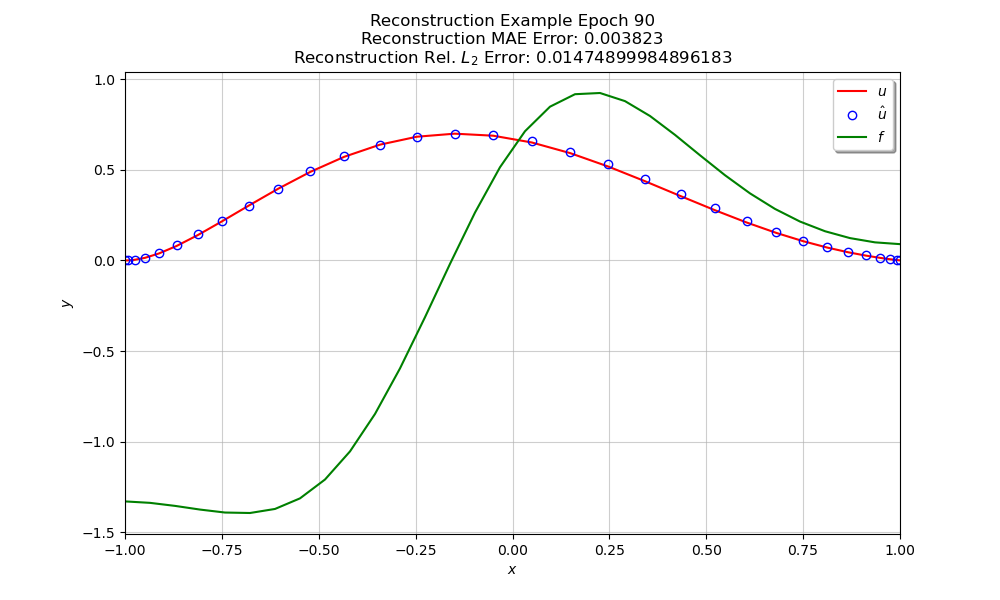 Reconstruction Example Epoch 90
Reconstruction MAE Error: 0.003823
Reconstruction Rel. L₂ Error: 0.01474899984896183
u
û
f
1.0
0.5
0.0
−0.5
−1.0
−1.5
y
−1.00 −0.75 −0.50 −0.25 0.00 0.25 0.50 0.75 1.00
x